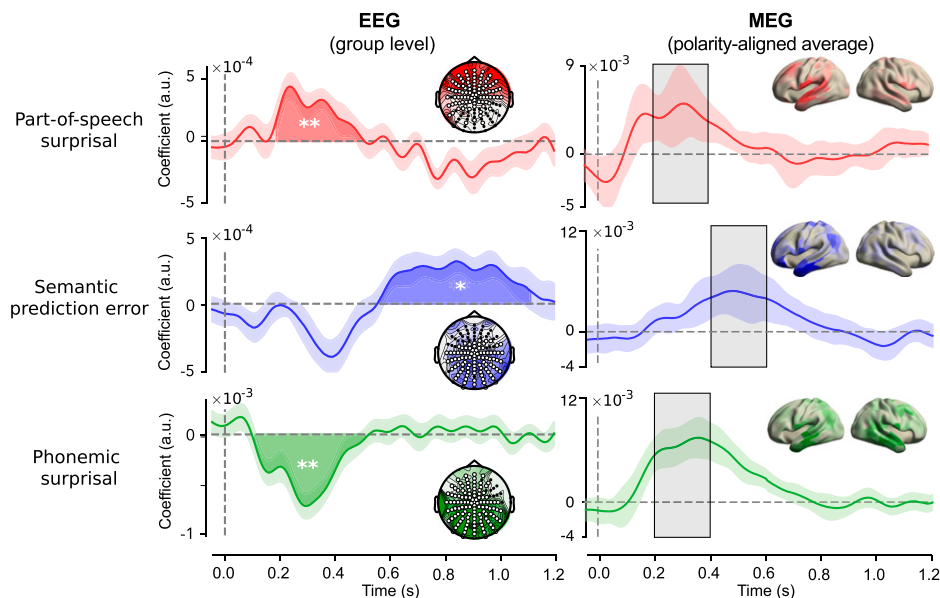 EEG
(group level)
MEG
(polarity-aligned average)
Part-of-speech
surprisal
Coefficient (a.u.)
×10⁻⁴
5
0
-5
**
×10⁻³
9
0
-5
Semantic
prediction error
Coefficient (a.u.)
×10⁻⁴
5
0
-5
*
×10⁻³
12
0
-4
Phonemic
surprisal
Coefficient (a.u.)
×10⁻³
0
-1
**
×10⁻³
12
0
-4
0.0 0.2 0.4 0.6 0.8 1.0 1.2
Time (s)
0.0 0.2 0.4 0.6 0.8 1.0 1.2
Time (s)